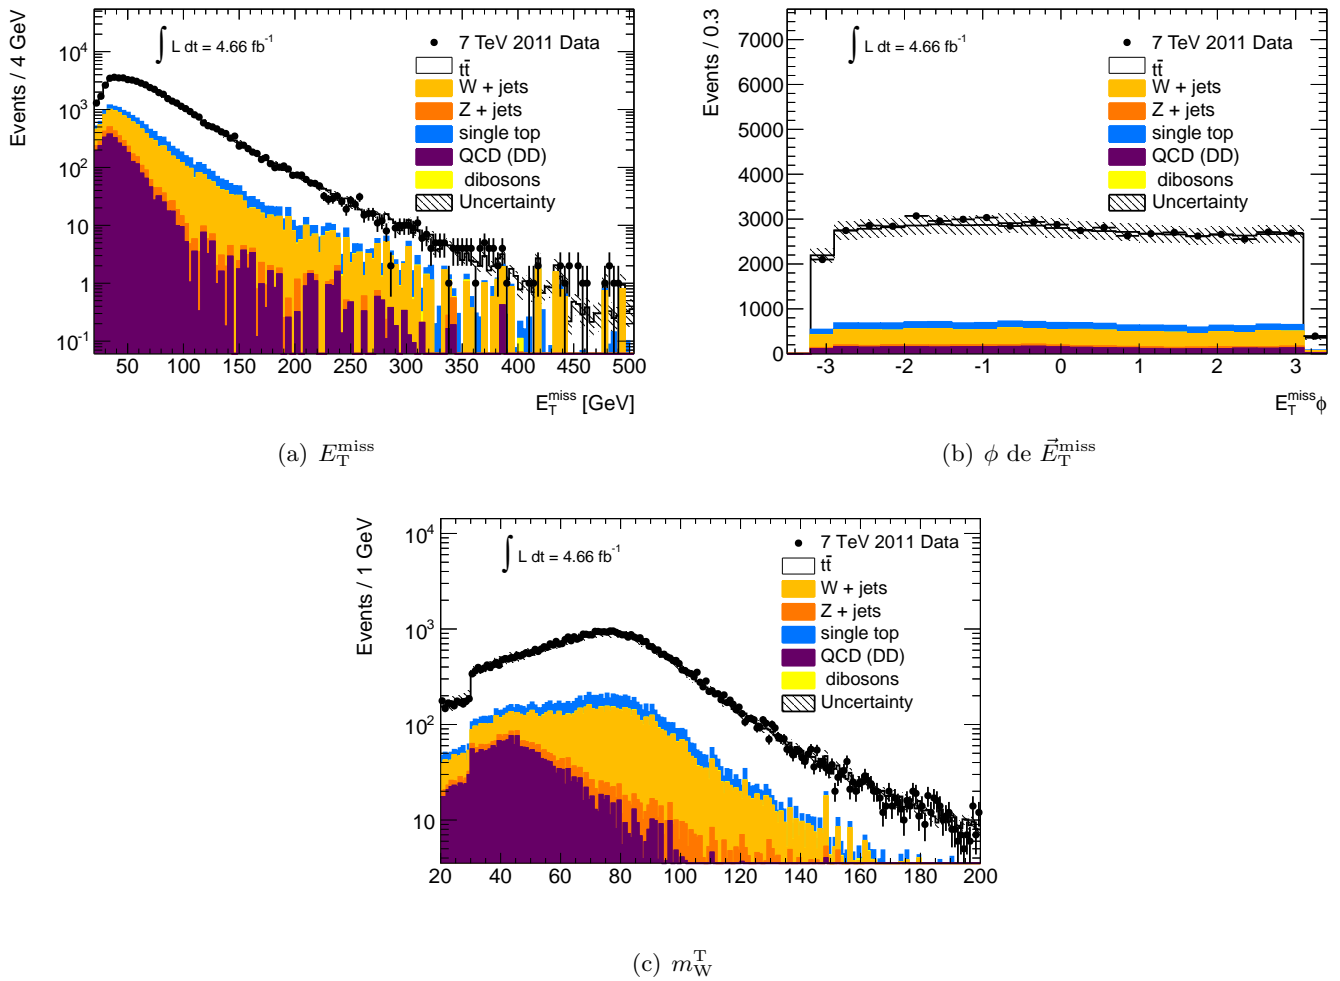 Events / 4 GeV
10^4
10^3
10^2
10
1
10^-1
∫ L dt = 4.66 fb^-1
7 TeV 2011 Data
tt̄
W + jets
Z + jets
single top
QCD (DD)
dibosons
Uncertainty
50 100 150 200 250 300 350 400 450 500
E_T^miss [GeV]
(a) E_T^miss
Events / 0.3
7000
6000
5000
4000
3000
2000
1000
0
∫ L dt = 4.66 fb^-1
7 TeV 2011 Data
tt̄
W + jets
Z + jets
single top
QCD (DD)
dibosons
Uncertainty
-3 -2 -1 0 1 2 3
E_T^miss ϕ
(b) ϕ de E⃗_T^miss
Events / 1 GeV
10^4
10^3
10^2
10
∫ L dt = 4.66 fb^-1
7 TeV 2011 Data
tt̄
W + jets
Z + jets
single top
QCD (DD)
dibosons
Uncertainty
20 40 60 80 100 120 140 160 180 200
(c) m_W^T